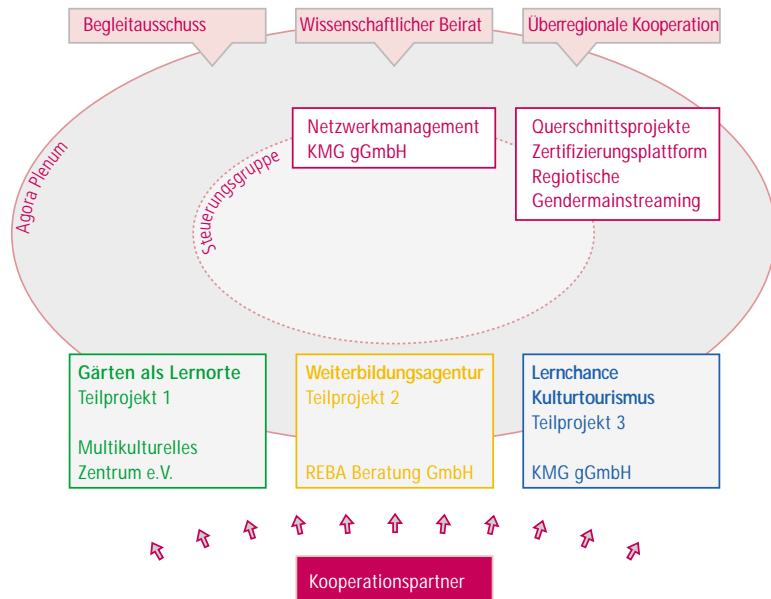 Begleitausschuss
Wissenschaftlicher Beirat
Überregionale Kooperation
Agora Plenum
Steuerungsgruppe
Netzwerkmanagement
KMG gGmbH
Querschnittsprojekte
Zertifizierungsplattform
Regiotische
Gendermainstreaming
Gärten als Lernorte
Teilprojekt 1
Multikulturelles
Zentrum e.V.
Weiterbildungsagentur
Teilprojekt 2
REBA Beratung GmbH
Lernchance
Kulturtourismus
Teilprojekt 3
KMG gGmbH
Kooperationspartner